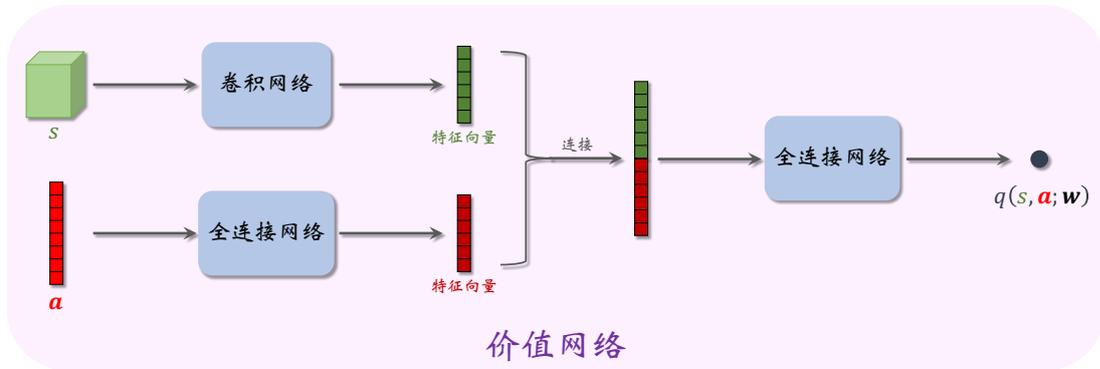 s
卷积网络
特征向量
a
全连接网络
特征向量
连接
全连接网络
q(s, a; w)
价值网络